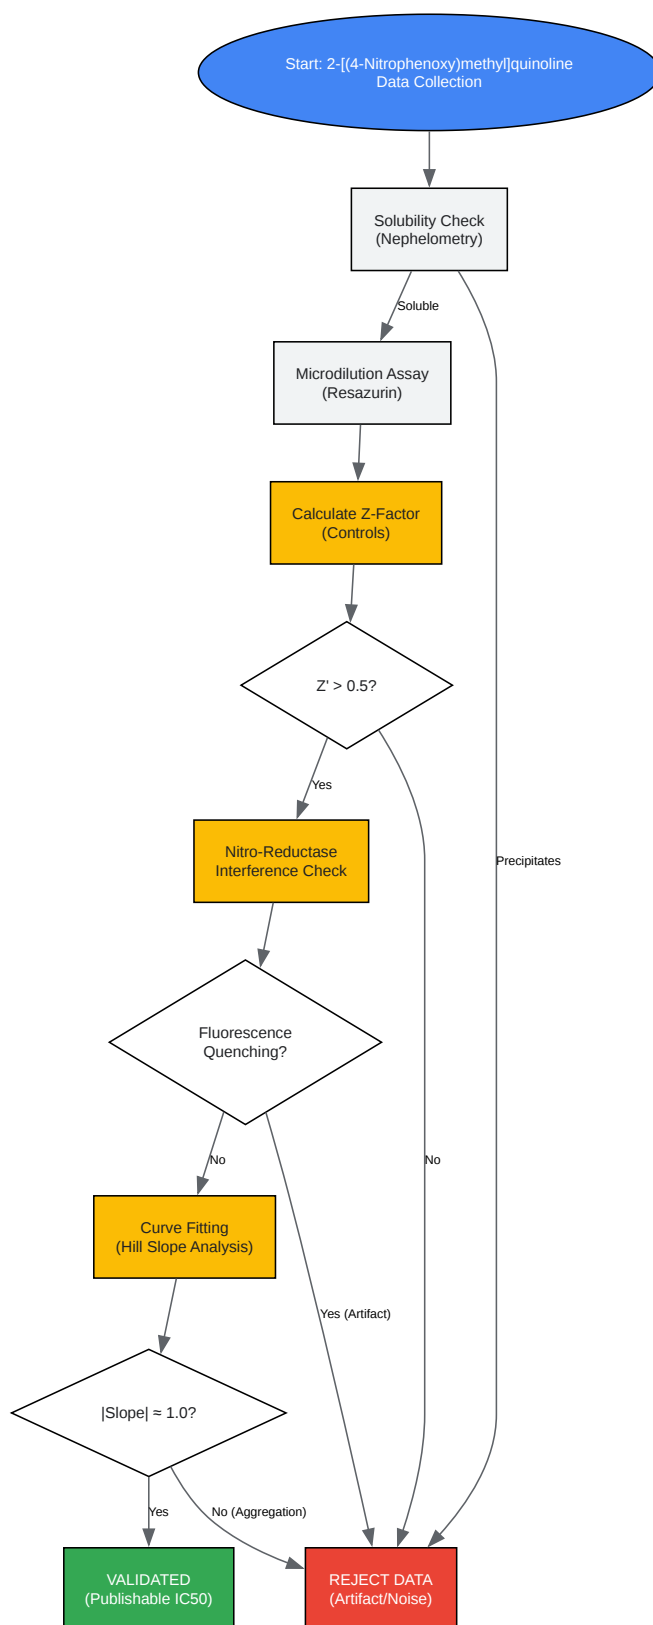 Start: 2-[(4-Nitrophenoxy)methyl]quinoline
Data Collection
Solubility Check
(Nephelometry)
Soluble
Microdilution Assay
(Resazurin)
Calculate Z-Factor
(Controls)
Z' > 0.5?
Yes
Nitro-Reductase
Interference Check
Precipitates
Fluorescence
Quenching?
No
No
Curve Fitting
(Hill Slope Analysis)
Yes (Artifact)
|Slope| ≈ 1.0?
Yes
No (Aggregation)
VALIDATED
(Publishable IC50)
REJECT DATA
(Artifact/Noise)